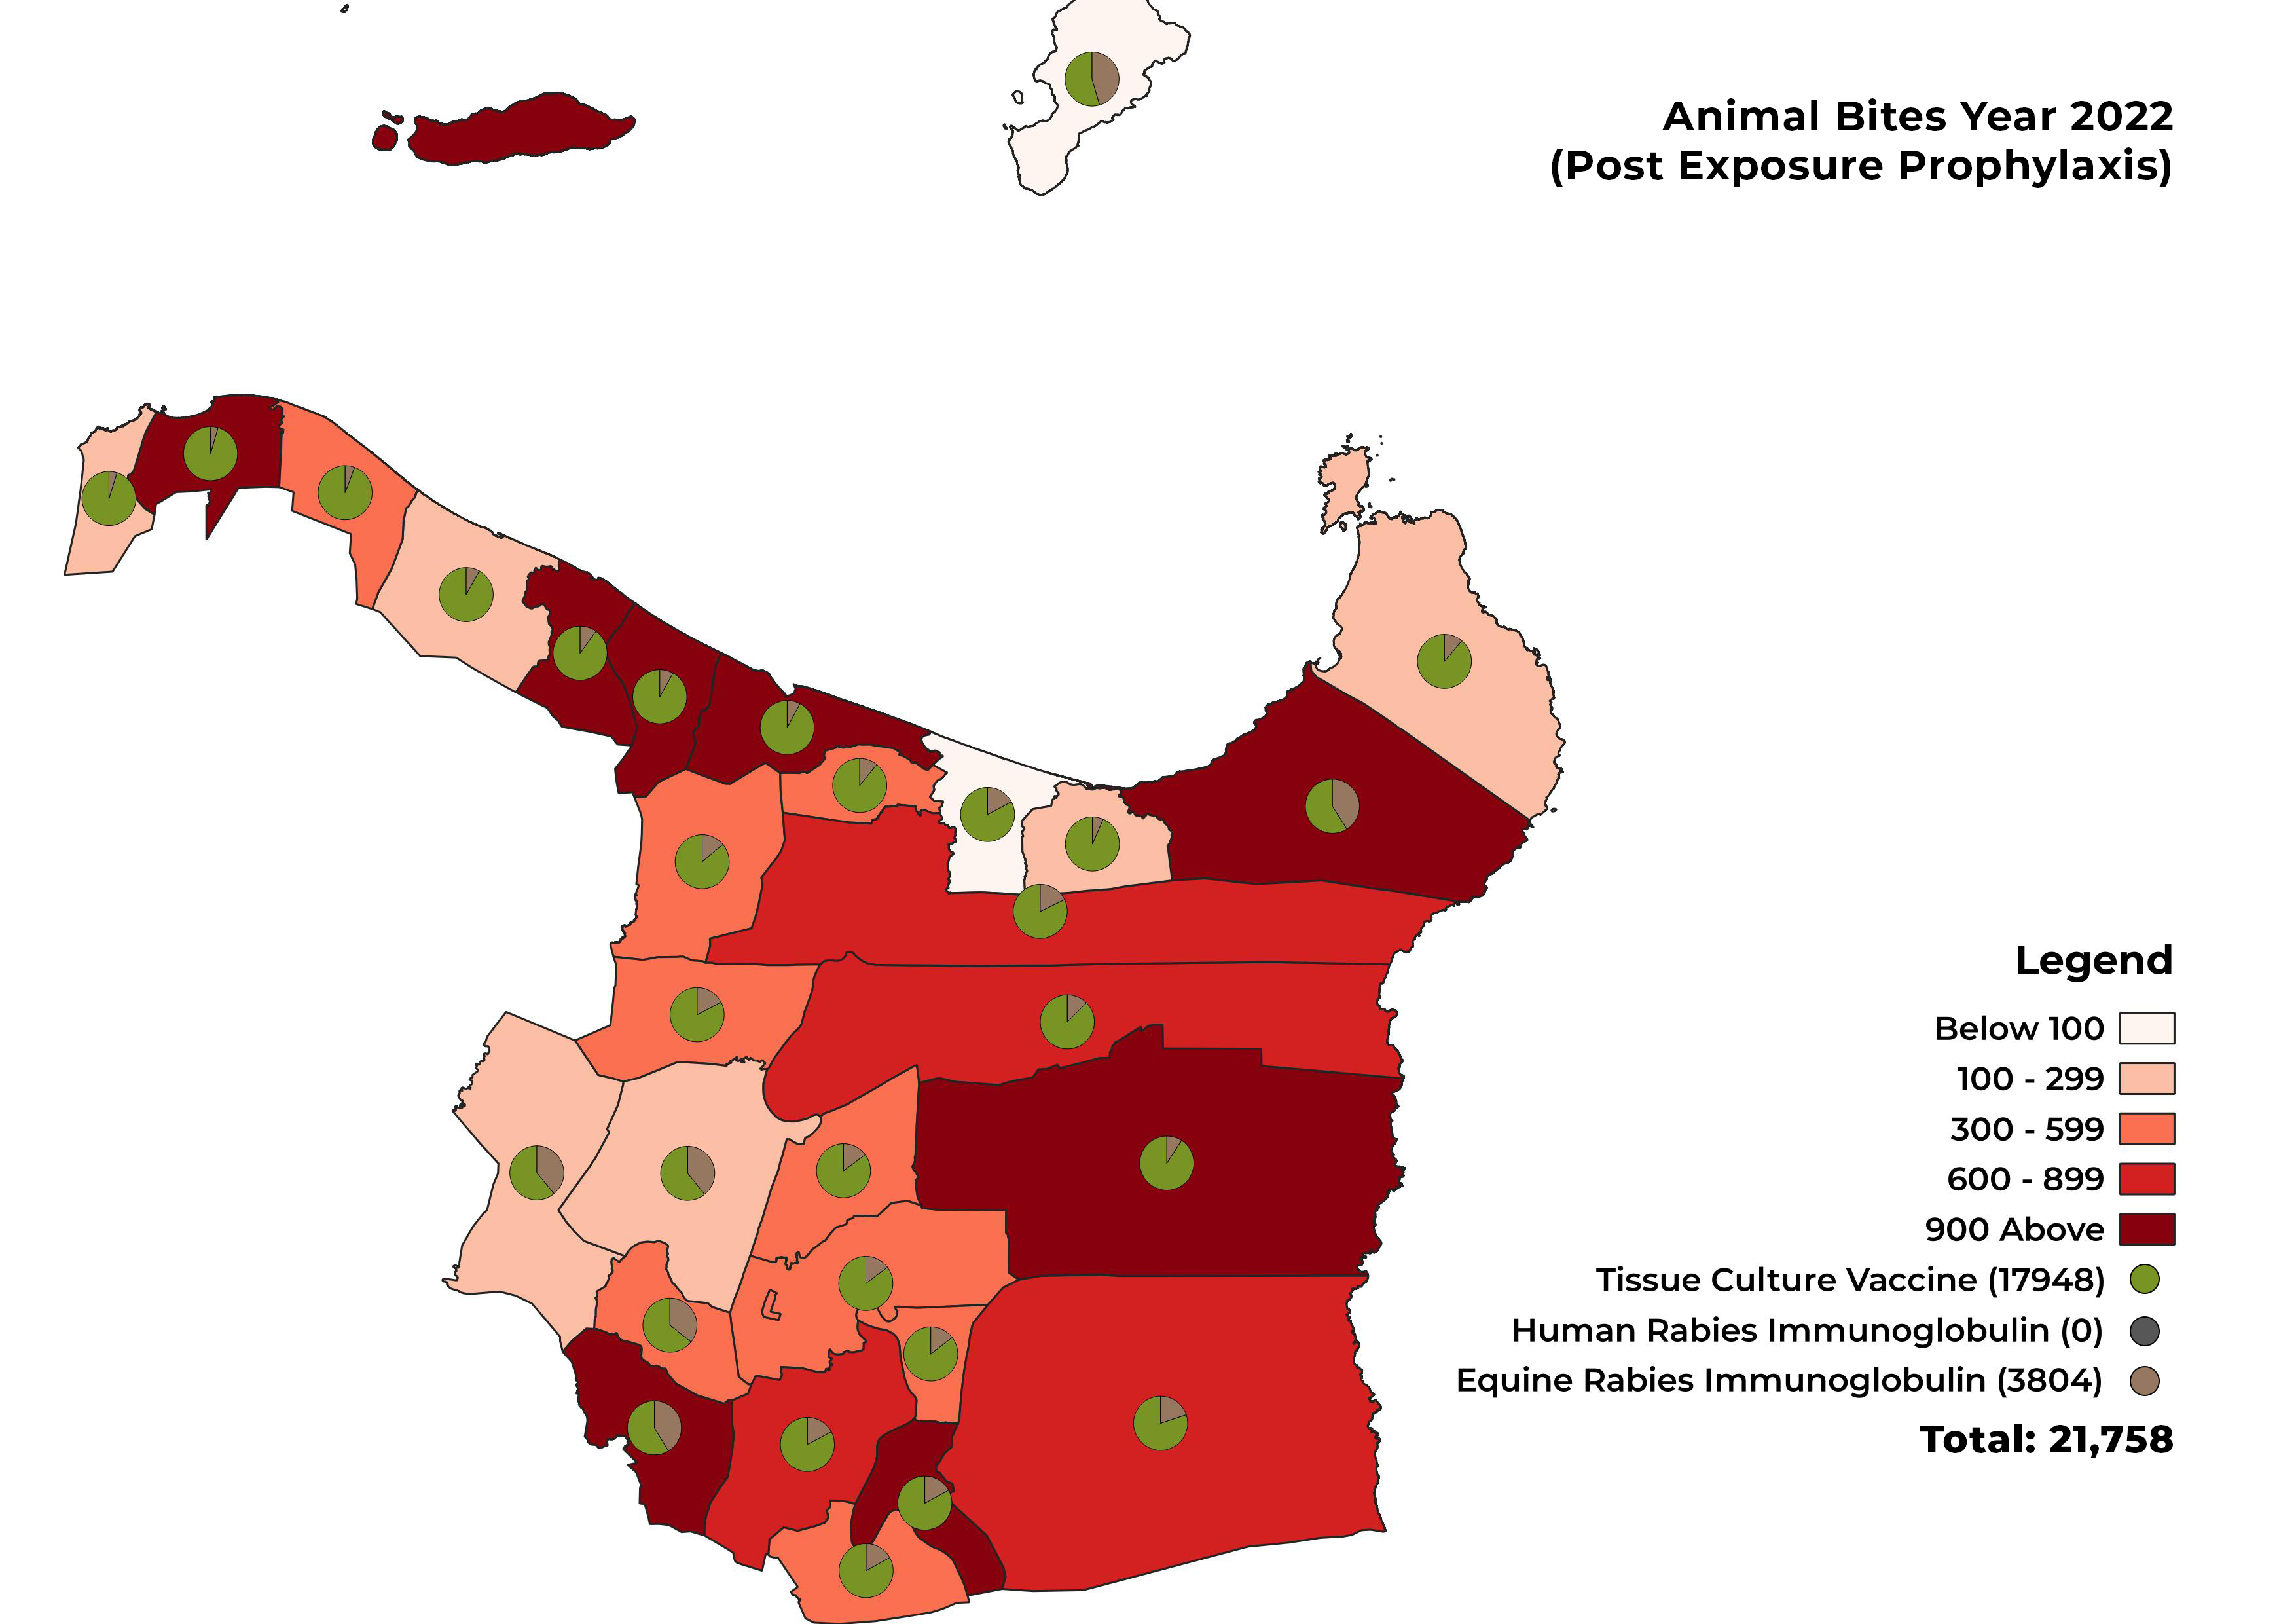 Animal Bites Year 2022
(Post Exposure Prophylaxis)
Legend
Below 100
100 - 299
300 - 599
600 - 899
900 Above
Tissue Culture Vaccine (17948)
Human Rabies Immunoglobulin (0)
Equine Rabies Immunoglobulin (3804)
Total: 21,758